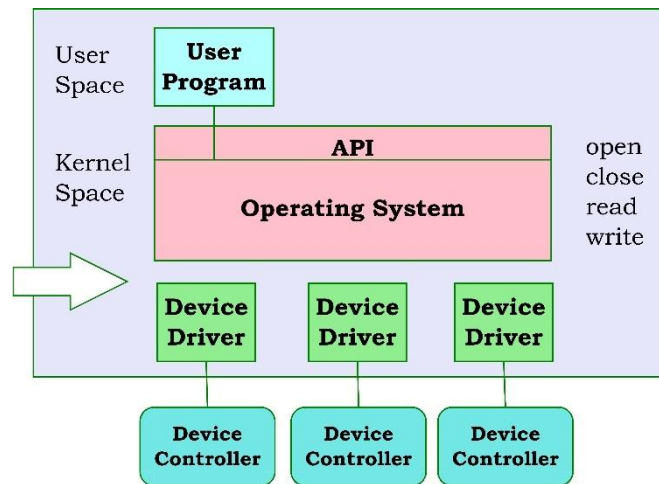 User
Space
User
Program
Kernel
Space
API
Operating System
open
close
read
write
Device
Driver
Device
Driver
Device
Driver
Device
Controller
Device
Controller
Device
Controller